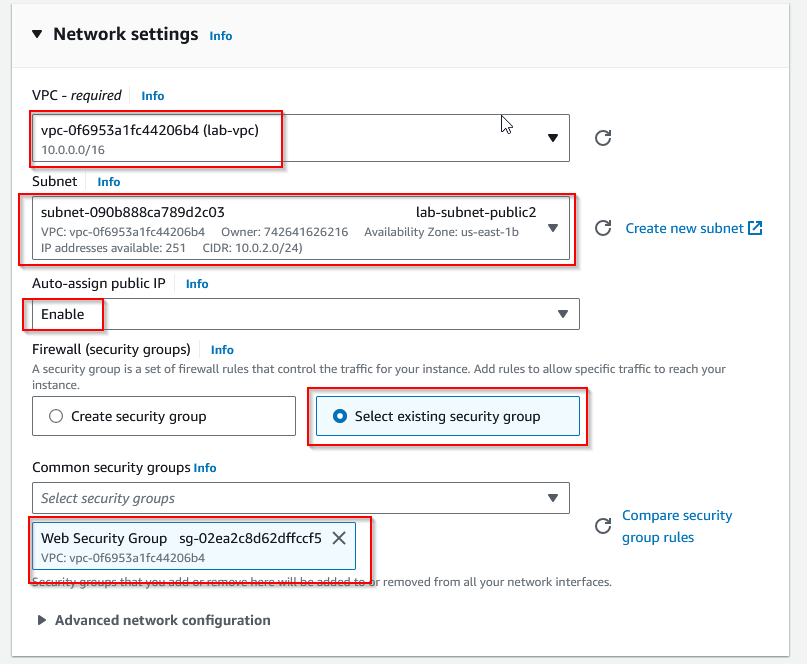 Network settings Info
VPC - required Info
vpc-0f6953a1fc44206b4 (lab-vpc)
10.0.0.0/16
Subnet Info
subnet-090b888ca789d2c03 lab-subnet-public2
VPC: vpc-0f6953a1fc44206b4 Owner: 742641626216 Availability Zone: us-east-1b
IP addresses available: 251 CIDR: 10.0.2.0/24)
Create new subnet
Auto-assign public IP Info
Enable
Firewall (security groups) Info
A security group is a set of firewall rules that control the traffic for your instance. Add rules to allow specific traffic to reach your
instance.
Create security group
Select existing security group
Common security groups Info
Select security groups
Web Security Group sg-02ea2c8d62dffccf5
VPC: vpc-0f6953a1fc44206b4
Compare security
group rules
Security groups that you add or remove here will be added to or removed from all your network interfaces.
Advanced network configuration